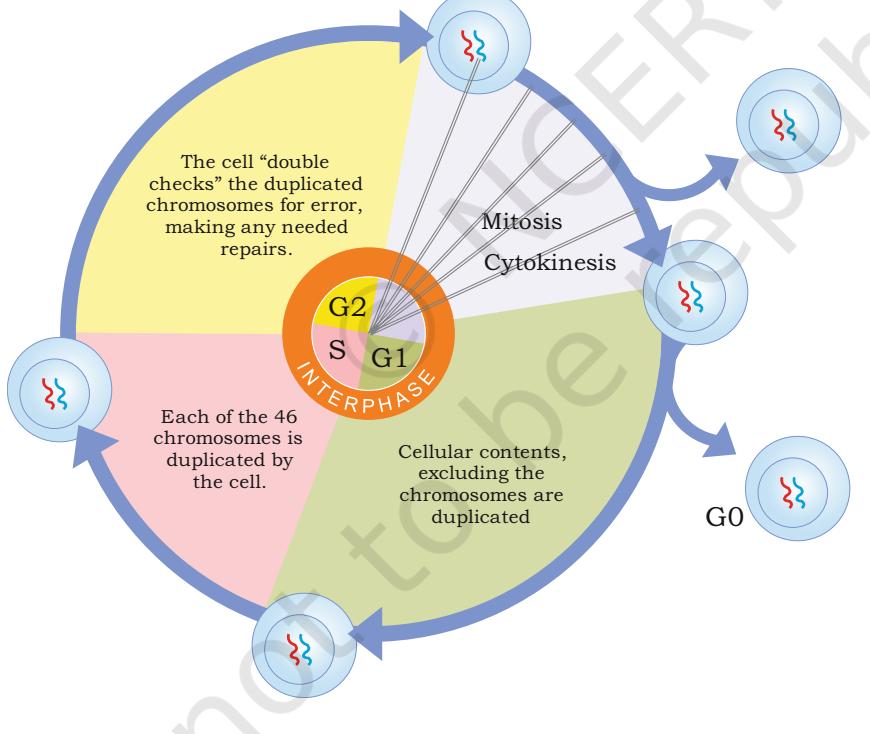 The cell “double
checks” the duplicated
chromosomes for error,
making any needed
repairs.
Mitosis
Cytokinesis
G2
S
G1
INTERPHASE
Each of the 46
chromosomes is
duplicated by
the cell.
Cellular contents,
excluding the
chromosomes are
duplicated
G0
© NCERT
not to be repub